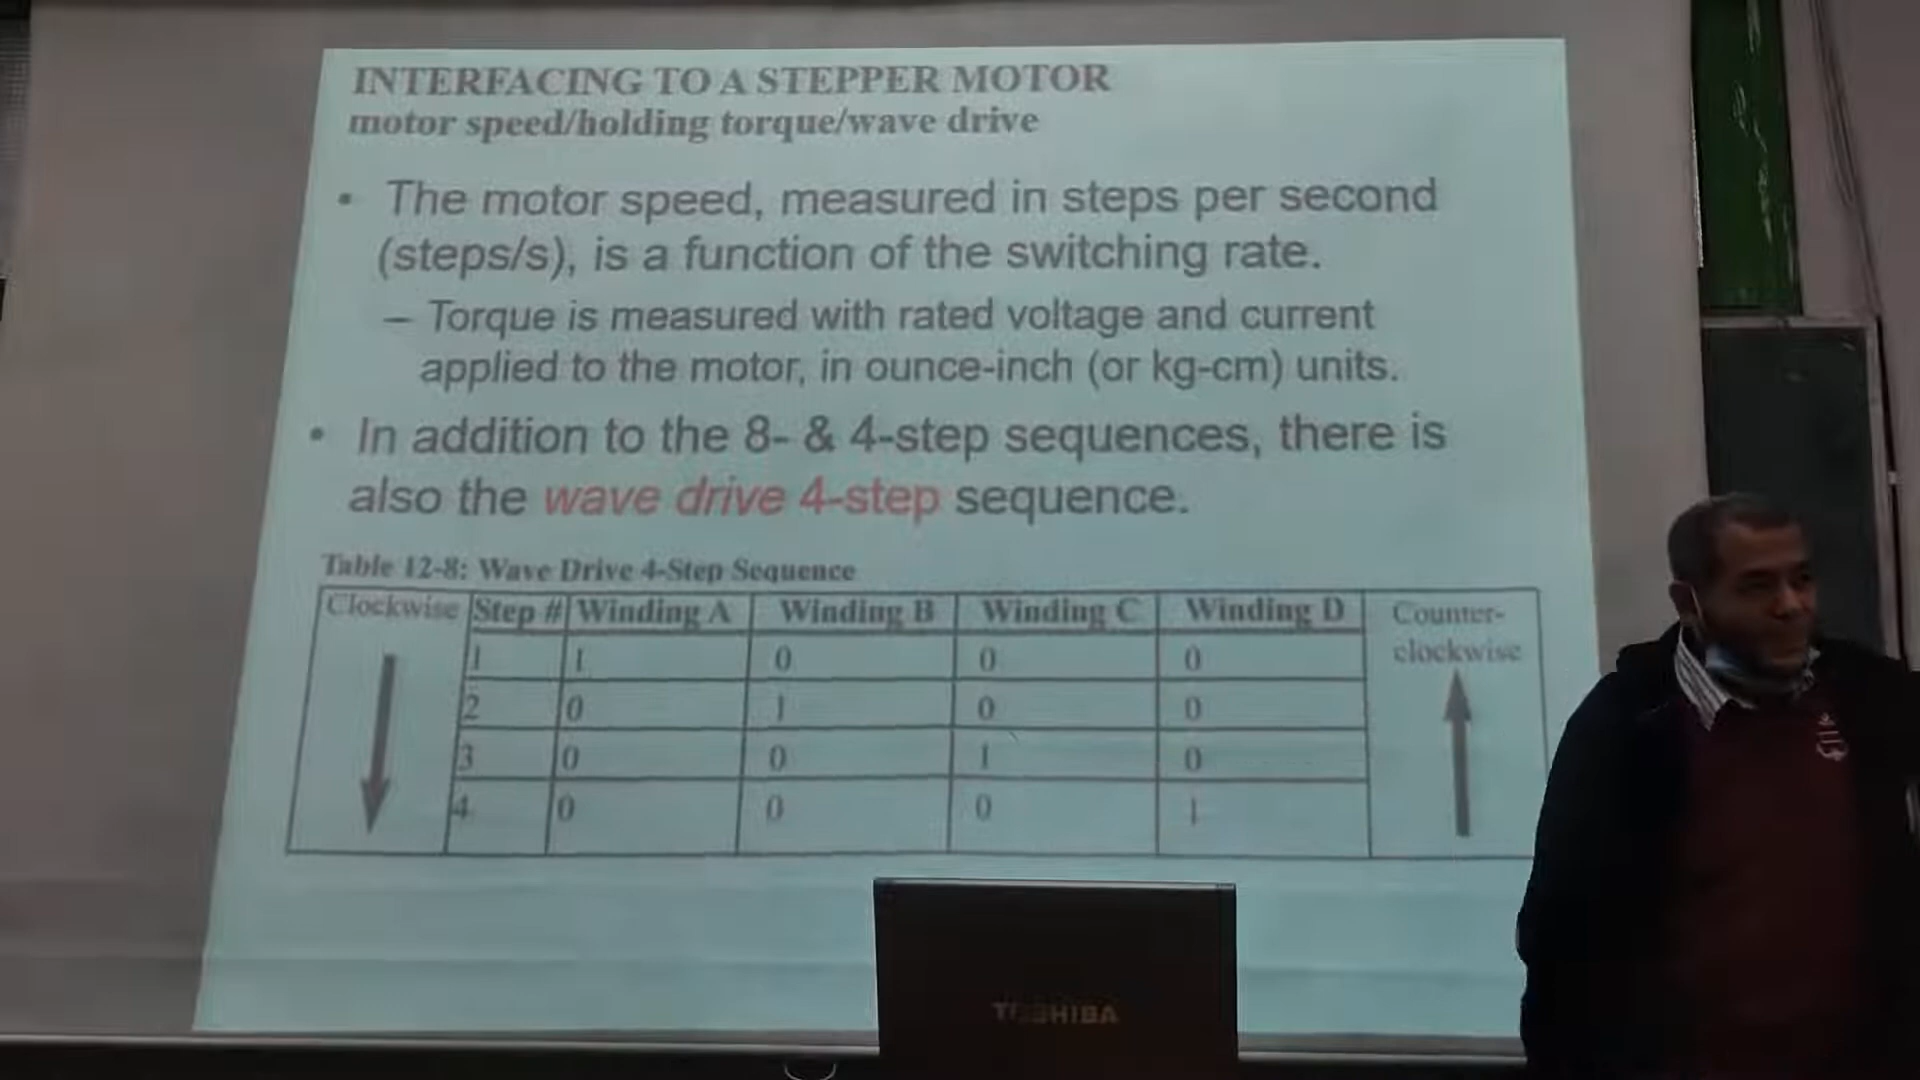 INTERFACING TO A STEPPER MOTOR
motor speed/holding torque/wave drive
• The motor speed, measured in steps per second
(steps/s), is a function of the switching rate.
– Torque is measured with rated voltage and current
applied to the motor, in ounce-inch (or kg-cm) units.
• In addition to the 8- & 4-step sequences, there is
also the wave drive 4-step sequence.
Table 12-8: Wave Drive 4-Step Sequence
Clockwise Step # Winding A Winding B Winding C Winding D Counter-
clockwise
1 1 0 0 0
2 0 1 0 0
3 0 0 1 0
4 0 0 0 1
TOSHIBA